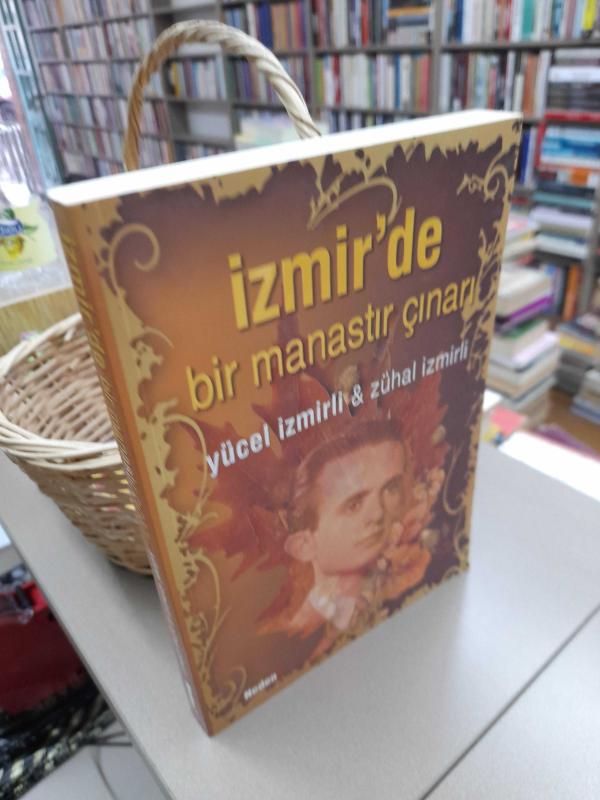 izmir'de
bir manastır çınarı
yücel izmirli & zühal izmirli
Neden